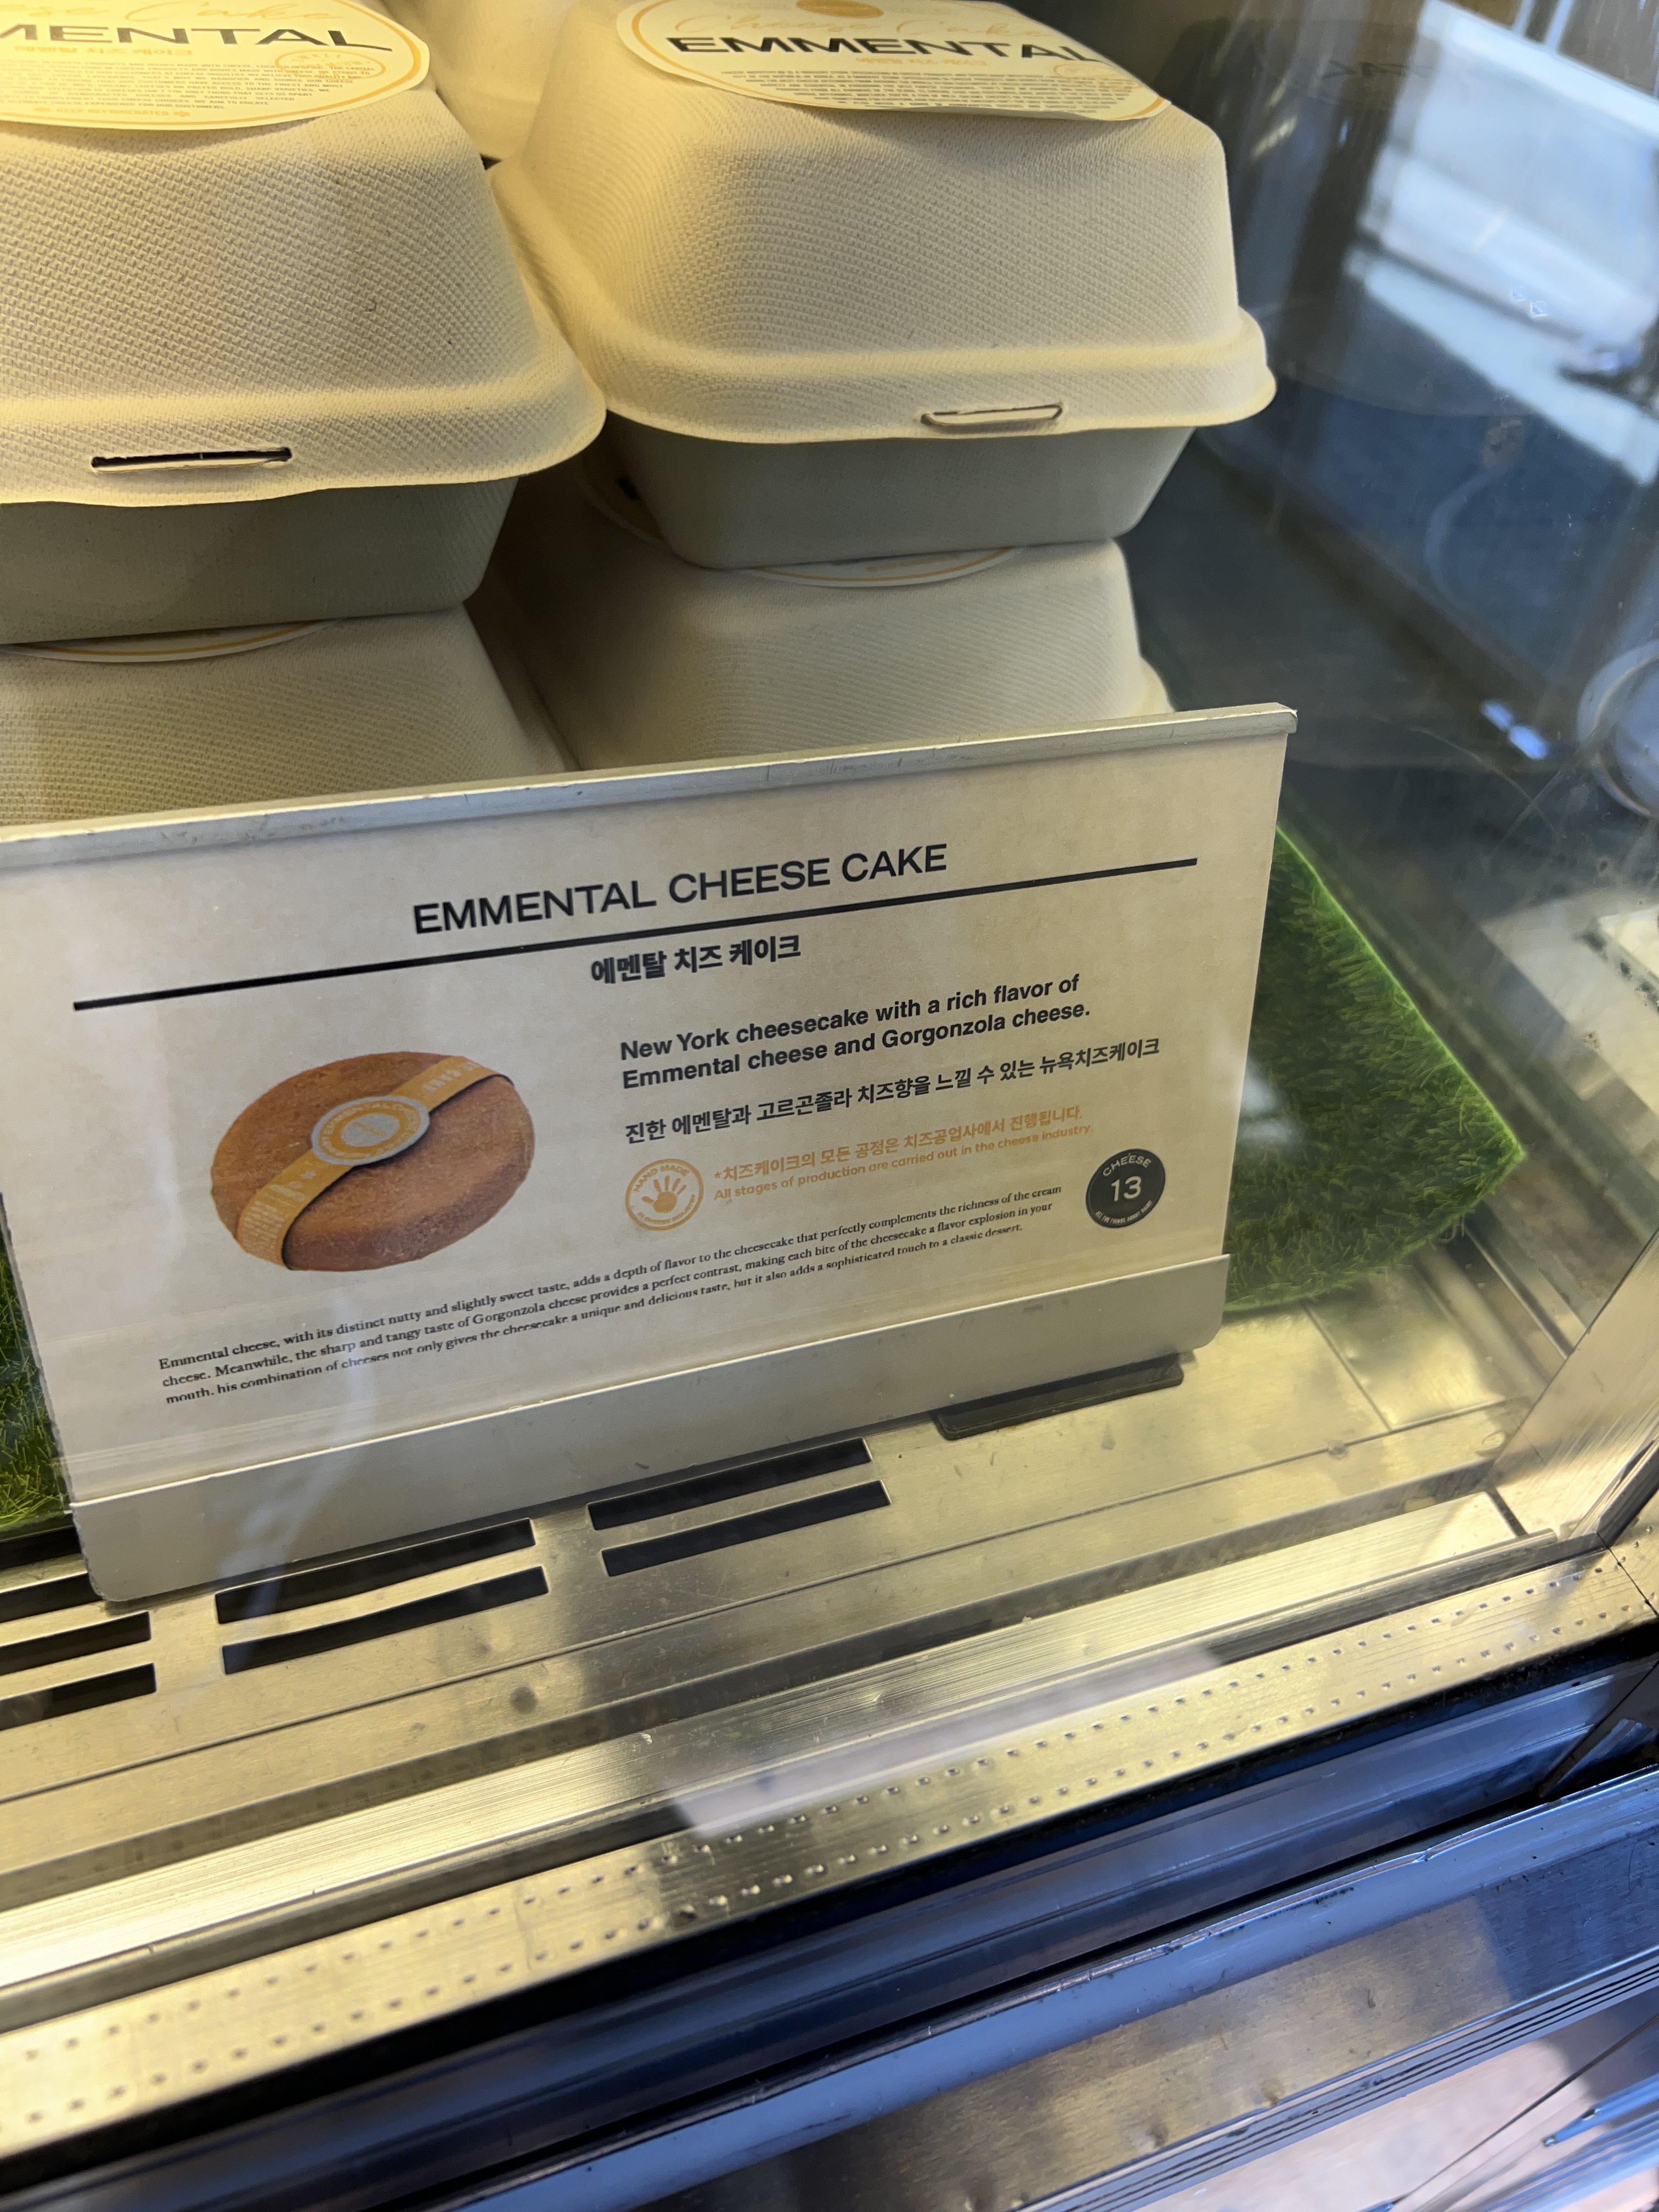 MENTAL
EMMENTAL
EMMENTAL CHEESE CAKE
에멘탈 치즈 케이크
New York cheesecake with a rich flavor of
Emmental cheese and Gorgonzola cheese.
진한 에멘탈과 고르곤졸라 치즈향을 느낄 수 있는 뉴욕치즈케이크
HAND MADE
*치즈케이크의 모든 공정은 치즈공업사에서 진행됩니다.
All stages of production are carried out in the cheese industry.
CHEESE
13
Emmental cheese, with its distinct nutty and slightly sweet taste, adds a depth of flavor to the cheesecake that perfectly complements the richness of the cream
cheese. Meanwhile, the sharp and tangy taste of Gorgonzola cheese provides a perfect contrast, making each bite of the cheesecake a flavor explosion in your
mouth. his combination of cheeses not only gives the cheesecake a unique and delicious taste, but it also adds a sophisticated touch to a classic dessert.